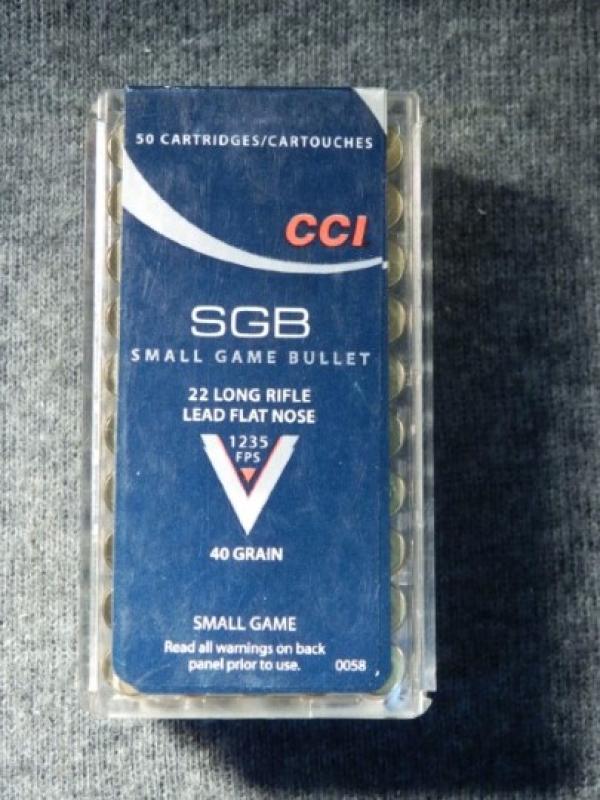 50 CARTRIDGES/CARTOUCHES
CCI
SGB
SMALL GAME BULLET
22 LONG RIFLE
LEAD FLAT NOSE
1235
FPS
40 GRAIN
SMALL GAME
Read all warnings on back
panel prior to use. 0058